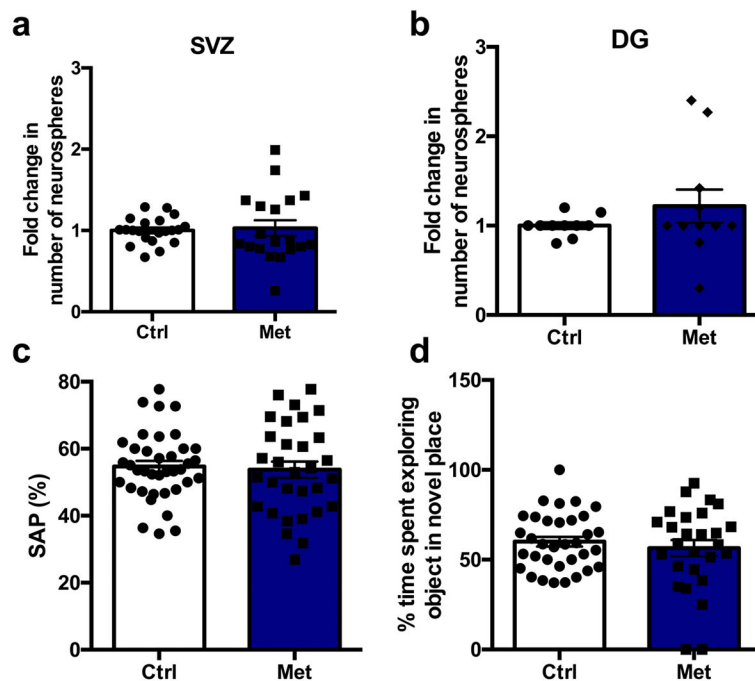 a
SVZ
Fold change in
number of neurospheres
3
2
1
0
Ctrl
Met
b
DG
Fold change in
number of neurospheres
3
2
1
0
Ctrl
Met
c
SAP (%)
80
60
40
20
0
Ctrl
Met
d
% time spent exploring
object in novel place
150
100
50
0
Ctrl
Met